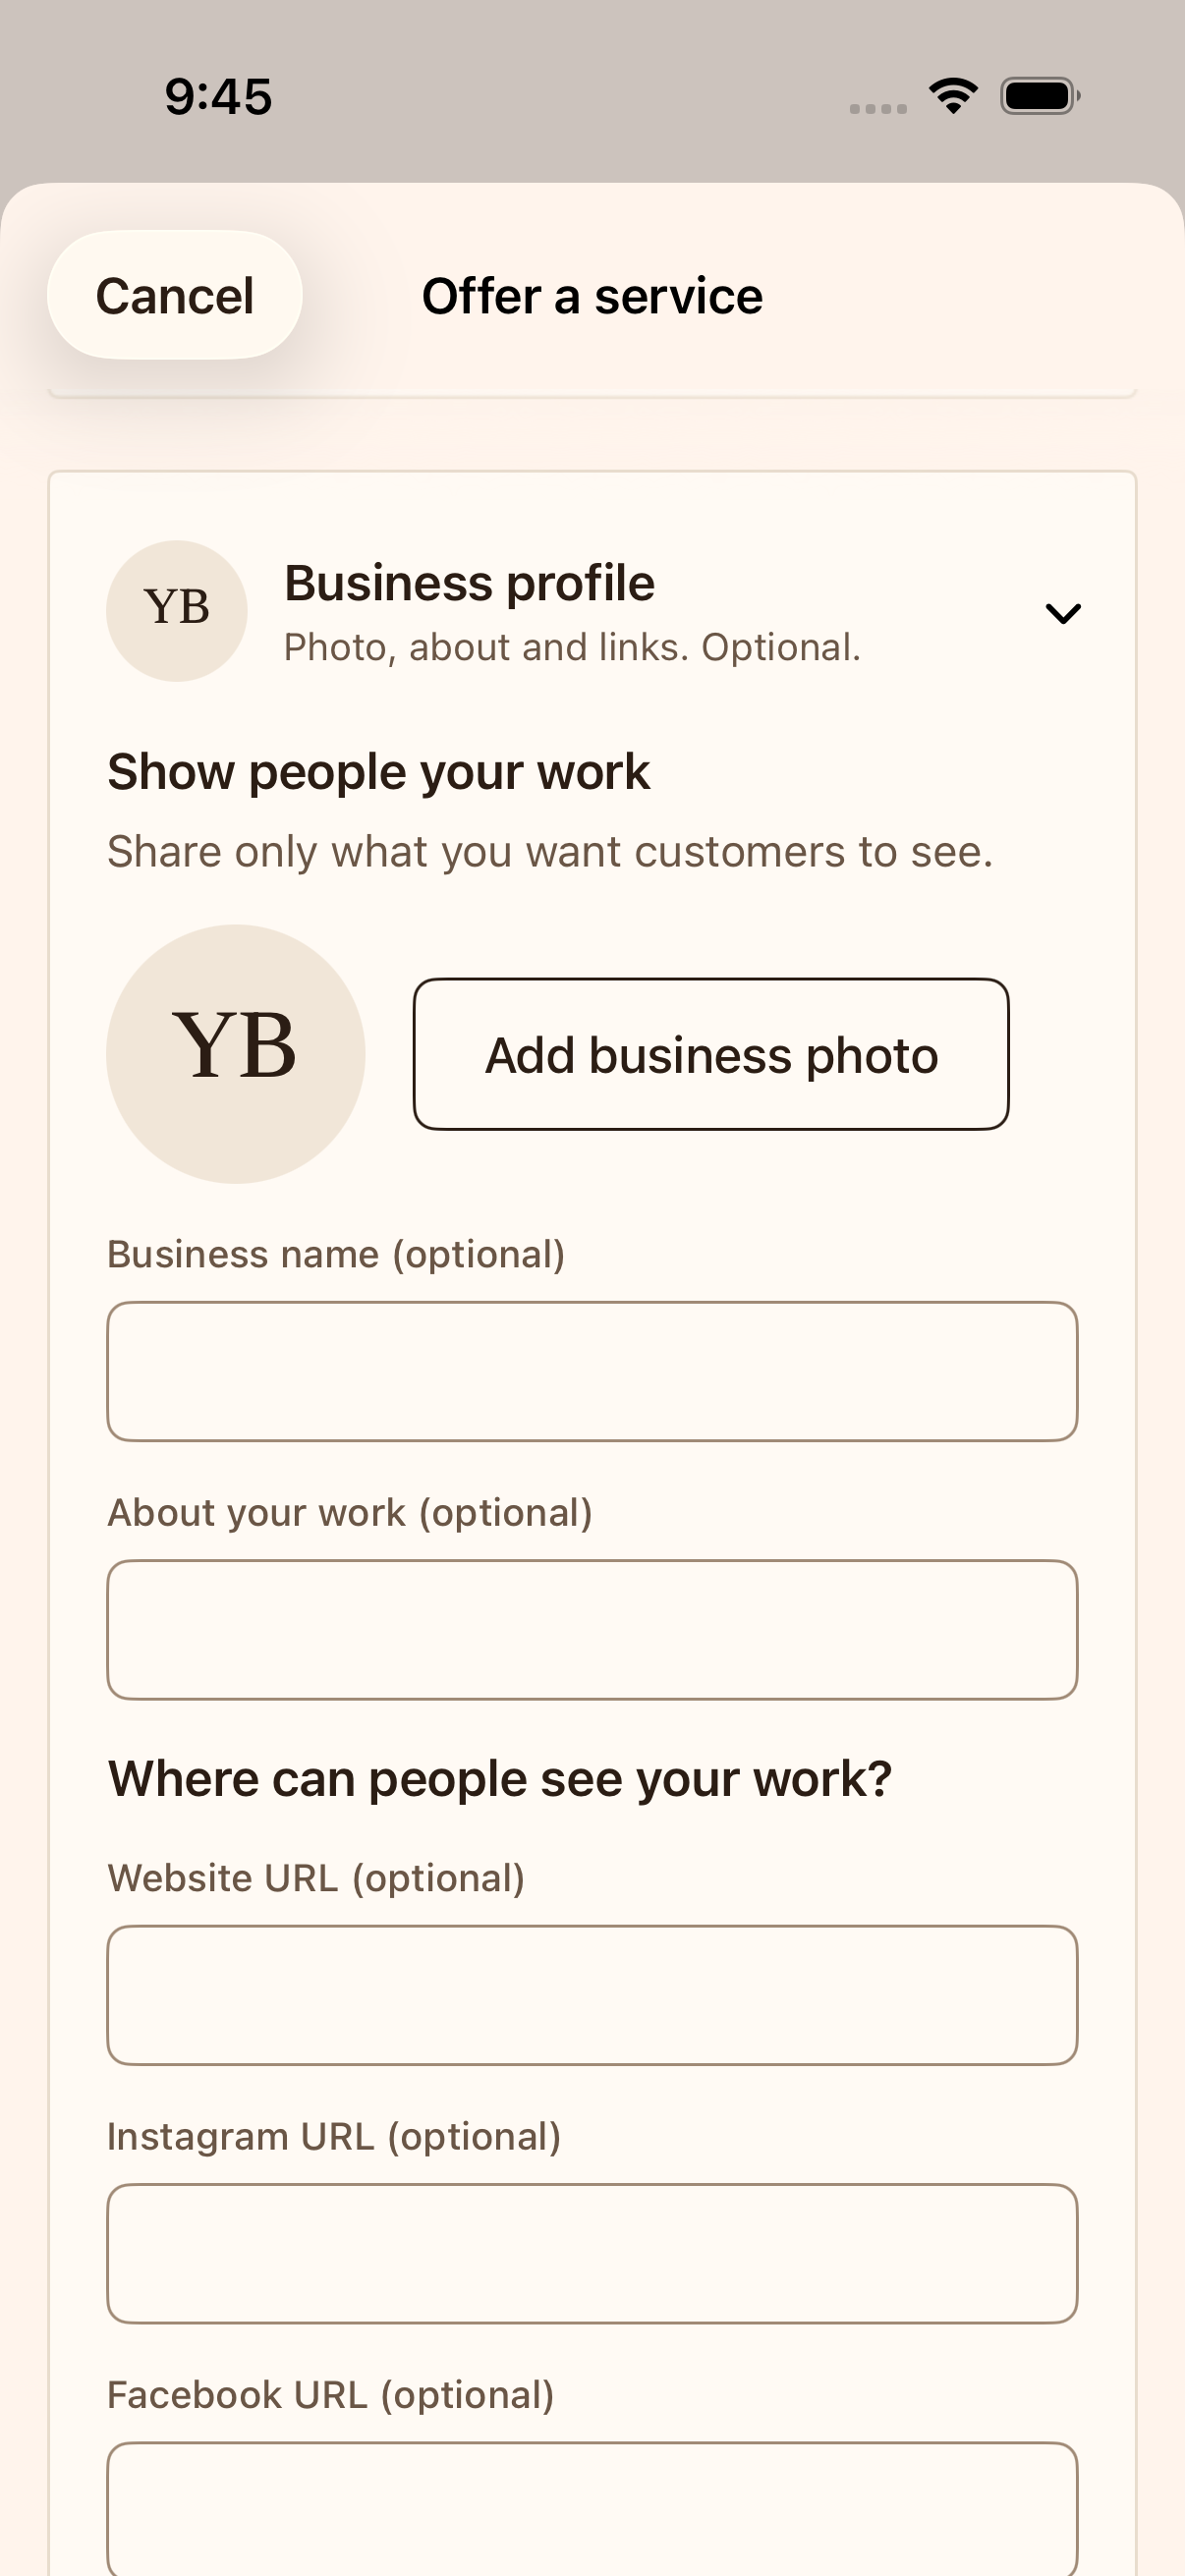 9:45
Cancel
Offer a service
YB
Business profile
Photo, about and links. Optional.
Show people your work
Share only what you want customers to see.
YB
Add business photo
Business name (optional)
About your work (optional)
Where can people see your work?
Website URL (optional)
Instagram URL (optional)
Facebook URL (optional)